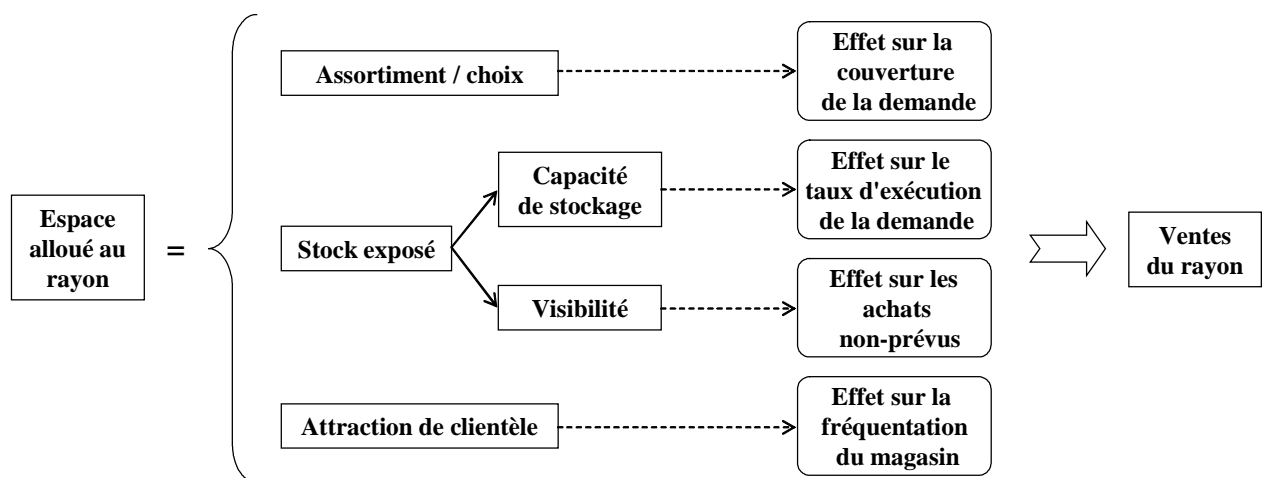 Espace
alloué au
rayon
=
Assortiment / choix
Effet sur la
couverture
de la demande
Stock exposé
Capacité
de stockage
Effet sur le
taux d'exécution
de la demande
Visibilité
Effet sur les
achats
non-prévus
Attraction de clientèle
Effet sur la
fréquentation
du magasin
Ventes
du rayon